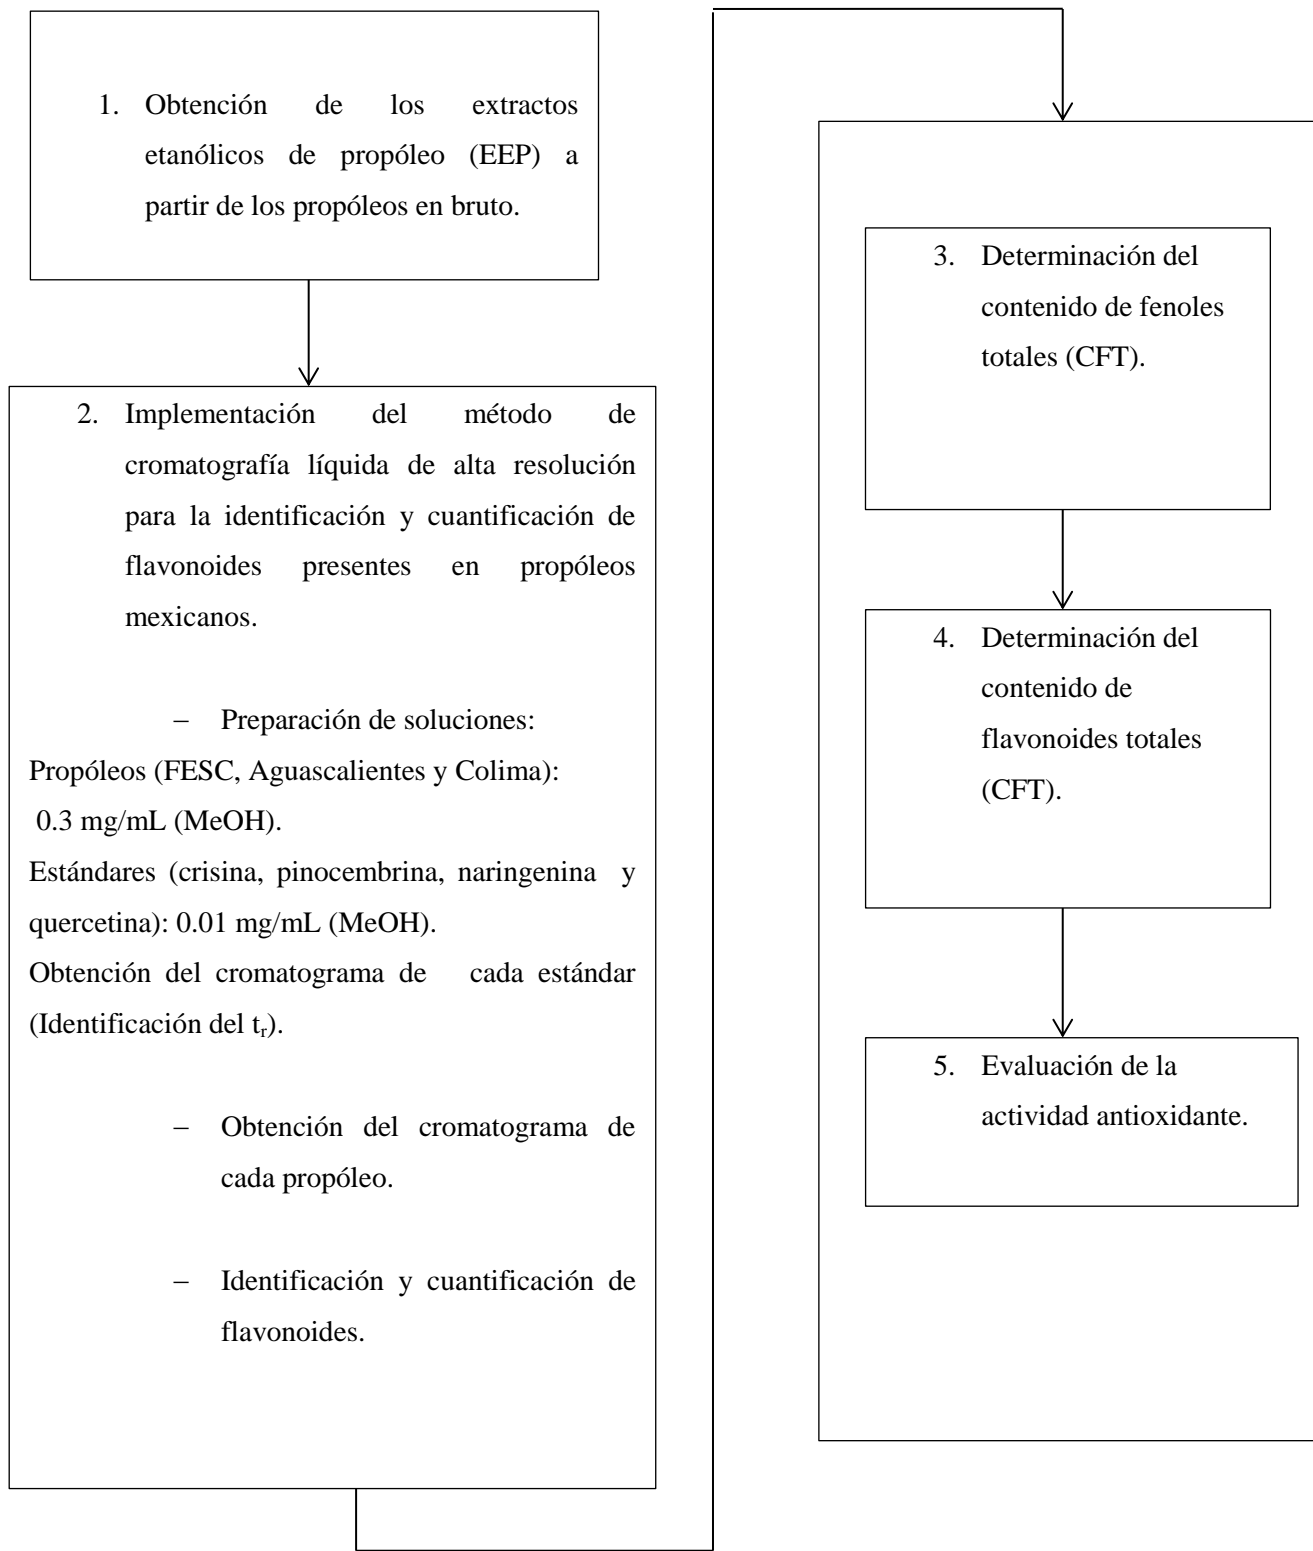 1. Obtención de los extractos
etanólicos de propóleo (EEP) a
partir de los propóleos en bruto.
2. Implementación del método de
cromatografía líquida de alta resolución
para la identificación y cuantificación de
flavonoides presentes en propóleos
mexicanos.
– Preparación de soluciones:
Propóleos (FESC, Aguascalientes y Colima):
0.3 mg/mL (MeOH).
Estándares (crisina, pinocembrina, naringenina y
quercetina): 0.01 mg/mL (MeOH).
Obtención del cromatograma de cada estándar
(Identificación del tr).
– Obtención del cromatograma de
cada propóleo.
– Identificación y cuantificación de
flavonoides.
3. Determinación del
contenido de fenoles
totales (CFT).
4. Determinación del
contenido de
flavonoides totales
(CFT).
5. Evaluación de la
actividad antioxidante.